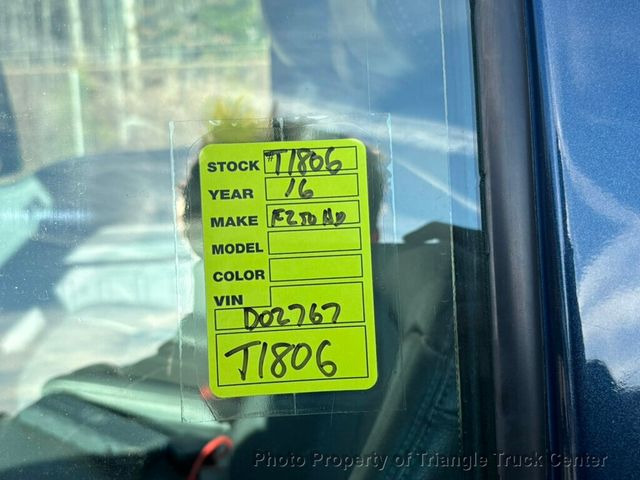 STOCK # T1806
YEAR 16
MAKE F250 HD
MODEL
COLOR
VIN
D02767
T1806
Photo Property of Triangle Truck Center